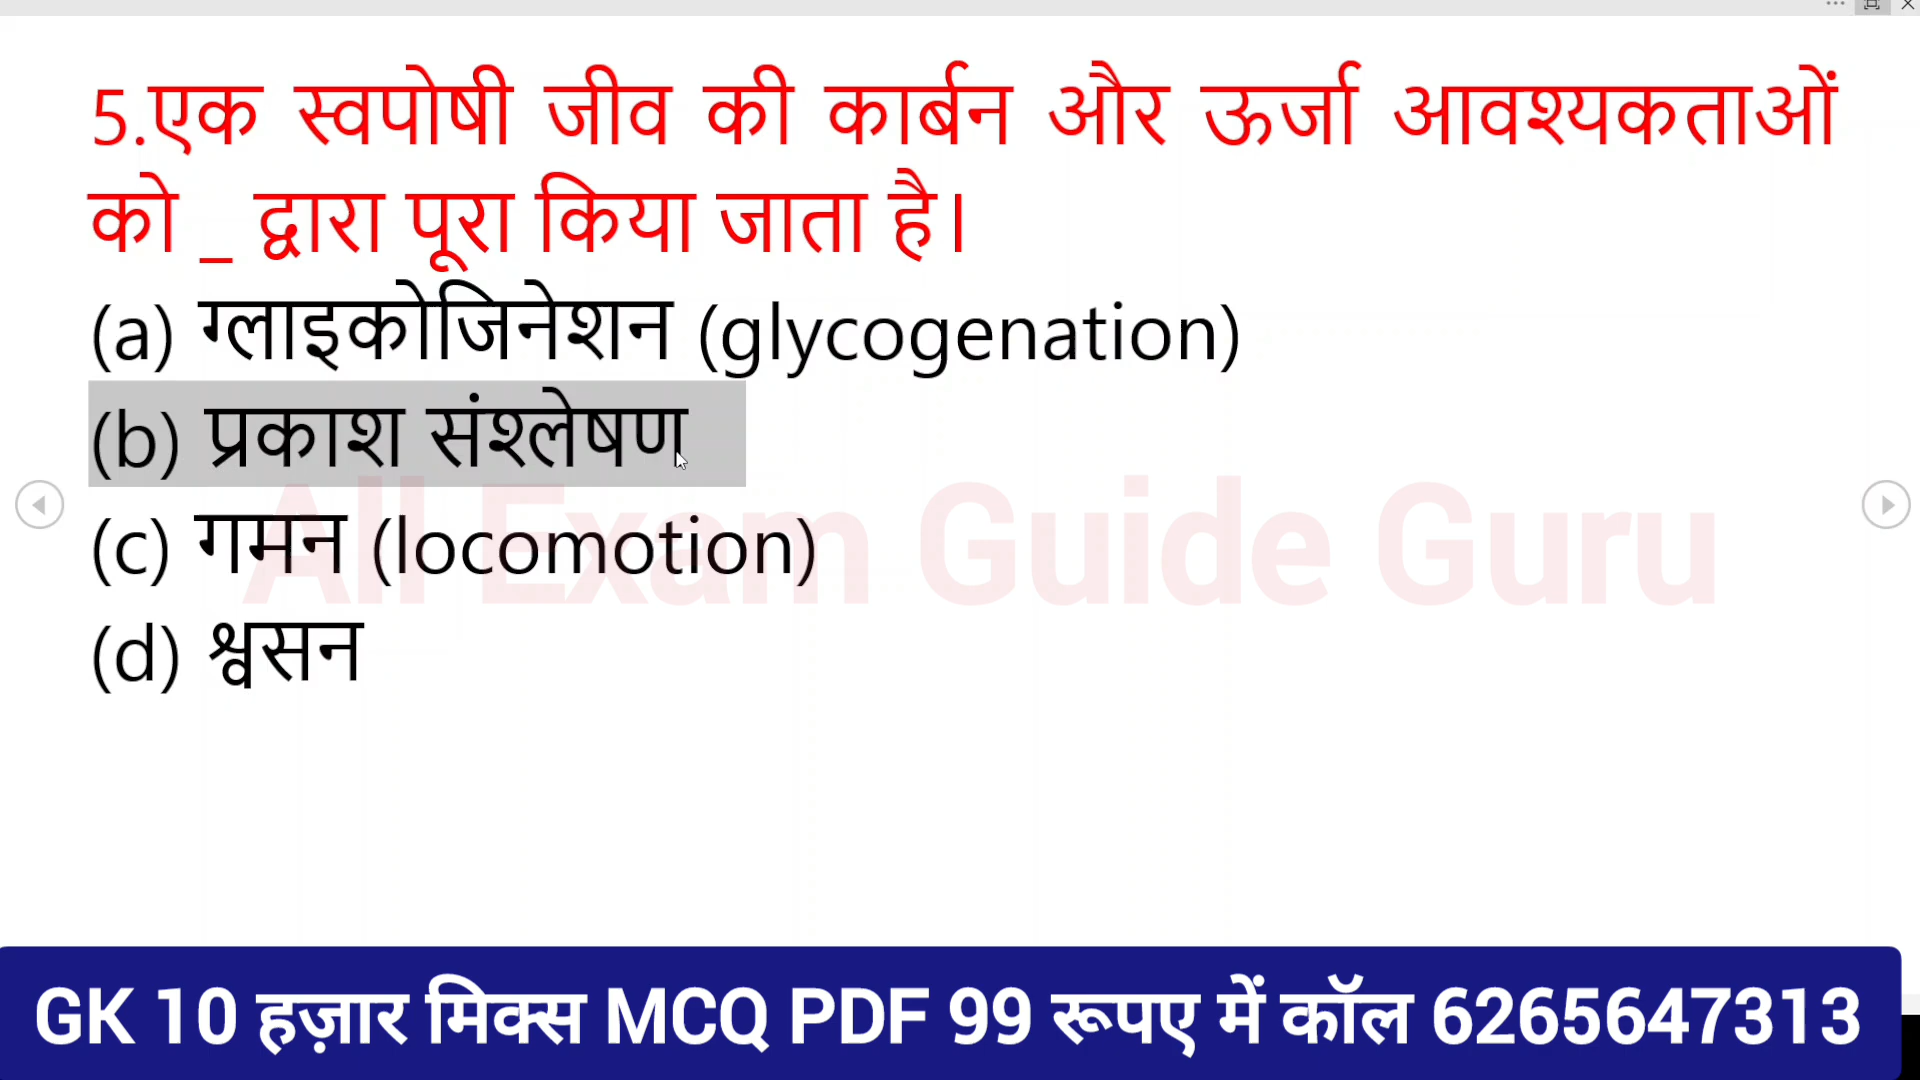 5.एक स्वपोषी जीव की कार्बन और ऊर्जा आवश्यकताओं
को _ द्वारा पूरा किया जाता है।
(a) ग्लाइकोजिनेशन (glycogenation)
(b) प्रकाश संश्लेषण
(c) गमन (locomotion)
All Exam Guide Guru
(d) श्वसन
GK 10 हज़ार मिक्स MCQ PDF 99 रूपए में कॉल 6265647313